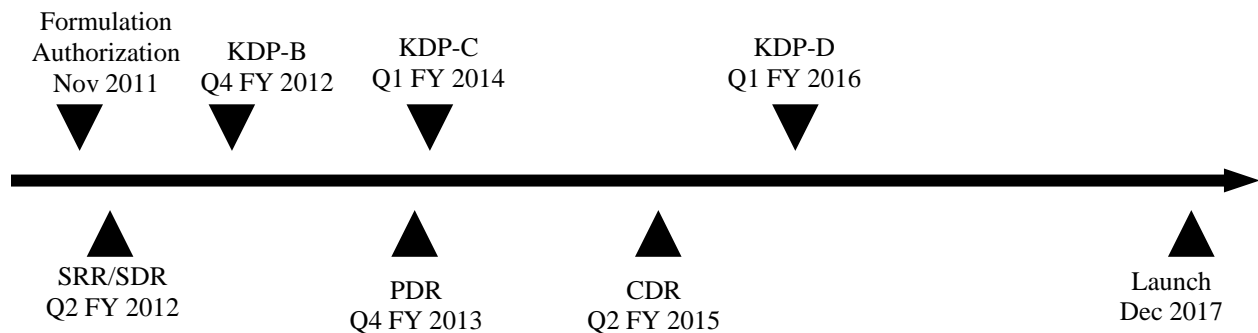 Formulation
Authorization
Nov 2011
KDP-B
Q4 FY 2012
KDP-C
Q1 FY 2014
KDP-D
Q1 FY 2016
SRR/SDR
Q2 FY 2012
PDR
Q4 FY 2013
CDR
Q2 FY 2015
Launch
Dec 2017